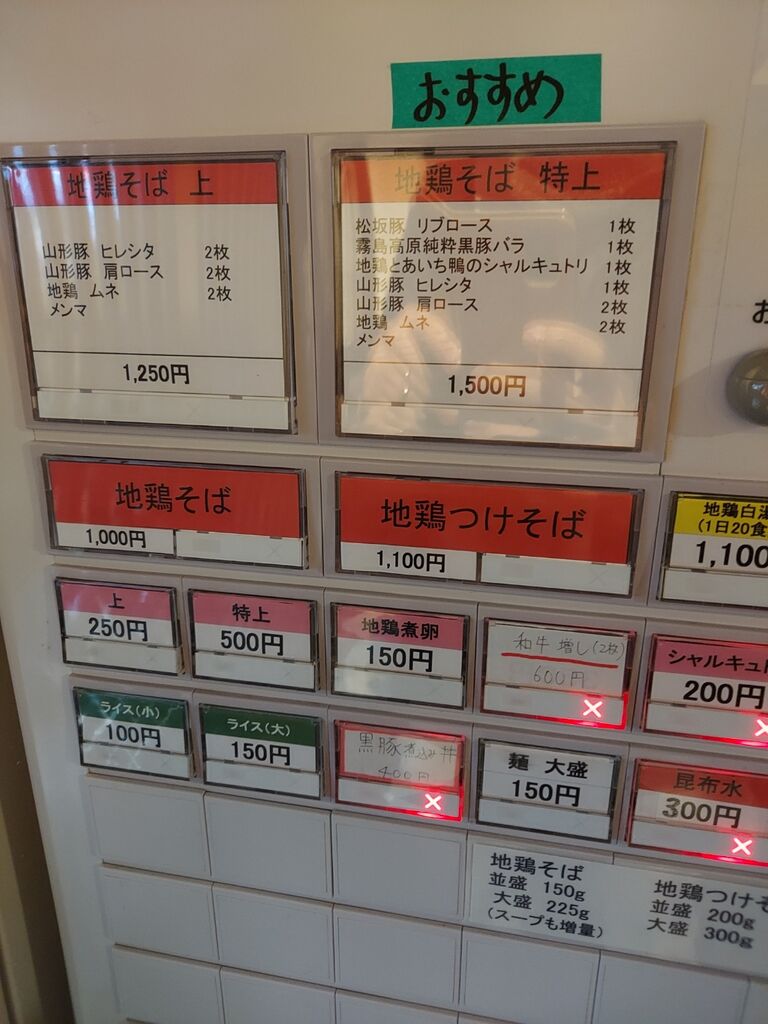 おすすめ
地鶏そば 上
山形豚 ヒレシタ 2枚
山形豚 肩ロース 2枚
地鶏 ムネ 2枚
メンマ
1,250円
地鶏そば 特上
松坂豚 リブロース 1枚
霧島高原純粋黒豚バラ 1枚
地鶏とあいち鴨のシャルキュトリ 1枚
山形豚 ヒレシタ 1枚
山形豚 肩ロース 2枚
地鶏 ムネ 2枚
メンマ
1,500円
お
地鶏そば
1,000円
地鶏つけそば
1,100円
地鶏白湯
(1日20食
1,100
上
250円
特上
500円
地鶏煮卵
150円
和牛増し(2枚)
600円
×
シャルキュト
200円
×
ライス(小)
100円
ライス(大)
150円
黒豚煮込み丼
400円
×
麺 大盛
150円
昆布水
300円
×
地鶏そば
並盛 150g
大盛 225g
(スープも増量)
地鶏つけそ
並盛 200g
大盛 300g